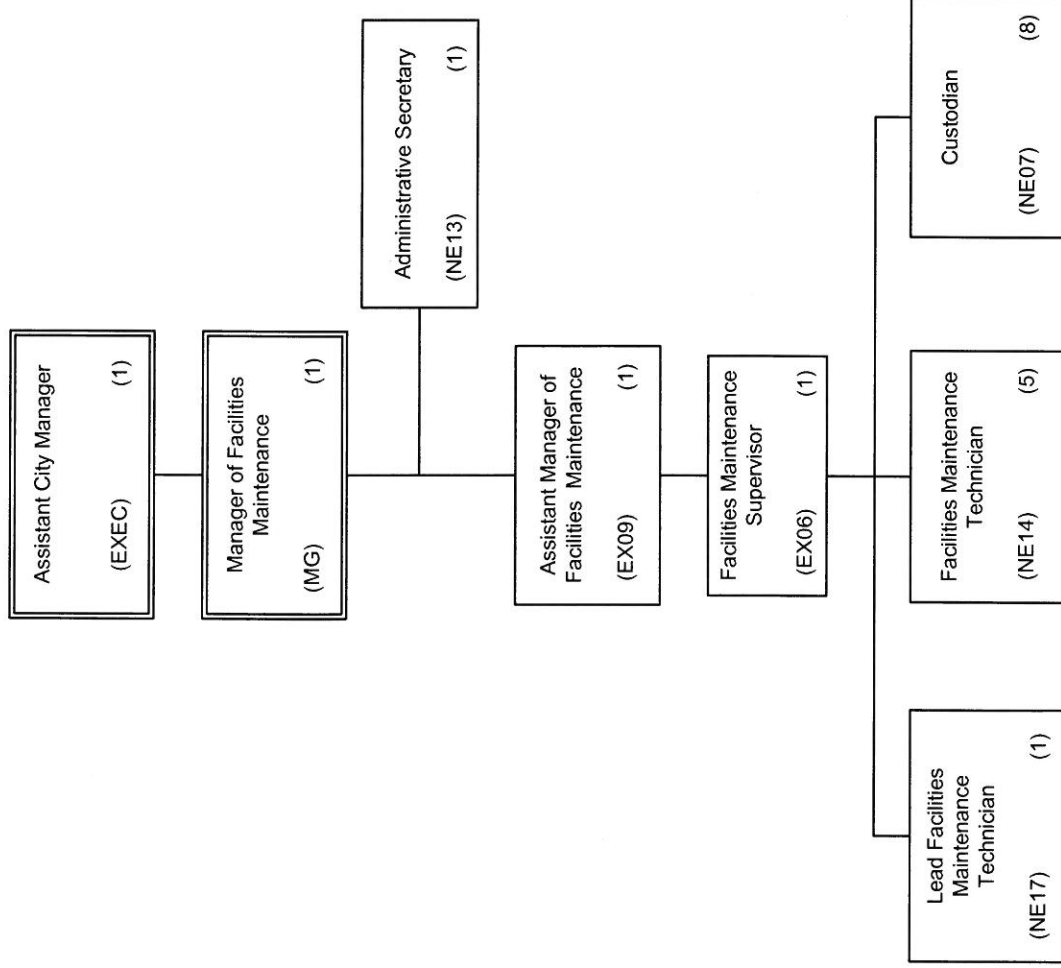 Assistant City Manager
(EXEC) (1)
Manager of Facilities
Maintenance
(MG) (1)
Administrative Secretary
(NE13) (1)
Assistant Manager of
Facilities Maintenance
(EX09) (1)
Facilities Maintenance
Supervisor
(EX06) (1)
Lead Facilities
Maintenance
Technician
(NE17) (1)
Facilities Maintenance
Technician
(NE14) (5)
Custodian
(NE07) (8)